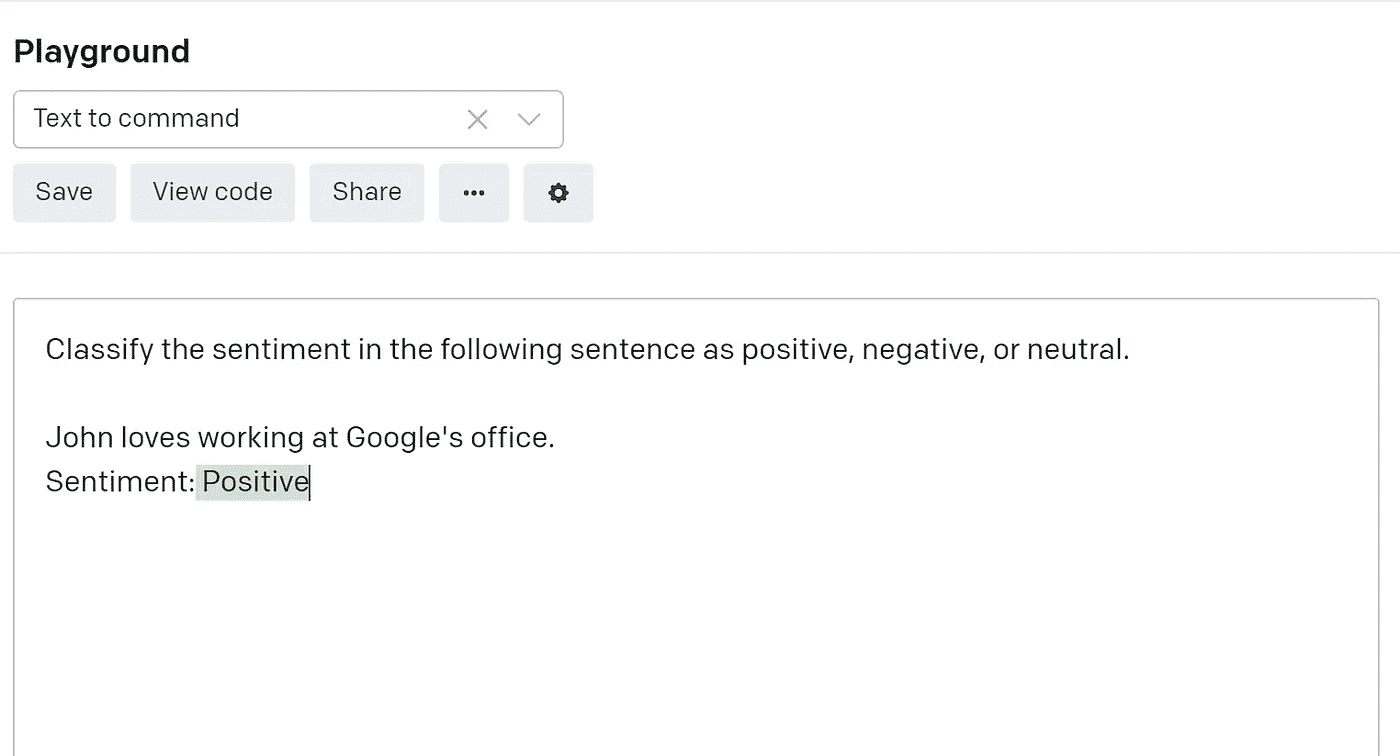 Playground
Text to command
Save View code Share
Classify the sentiment in the following sentence as positive, negative, or neutral.
John loves working at Google's office.
Sentiment: Positive